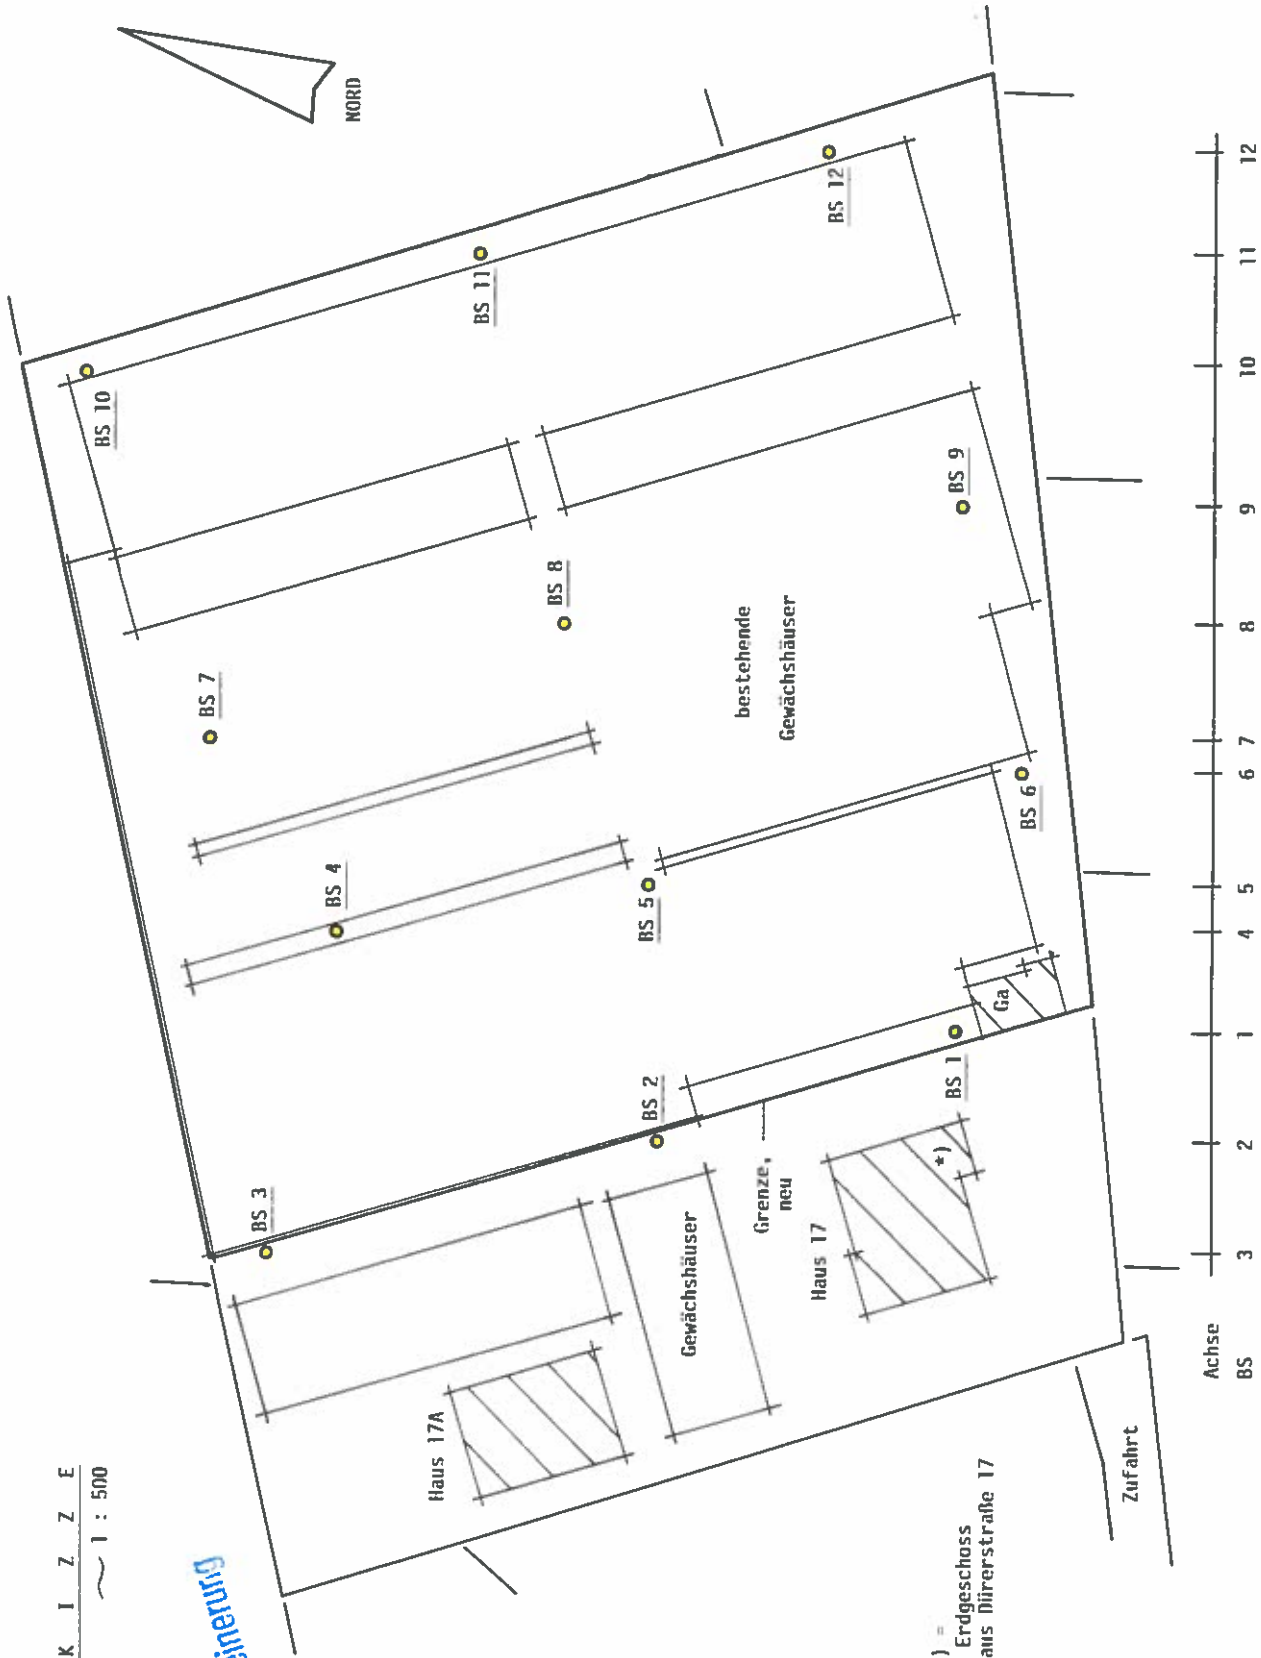 K I Z Z E
~ 1 : 500
NORD
BS 10
BS 11
BS 12
BS 7
BS 8
BS 9
bestehende
Gewächshäuser
BS 4
BS 5
BS 6
BS 3
BS 2
BS 1
Ga
Haus 17A
Gewächshäuser
Grenze,
neu
Haus 17
*)
) =
Erdgeschoss
aus Dürerstraße 17
Zufahrt
Achse
BS
3 2 1 4 5 6 7 8 9 10 11 12